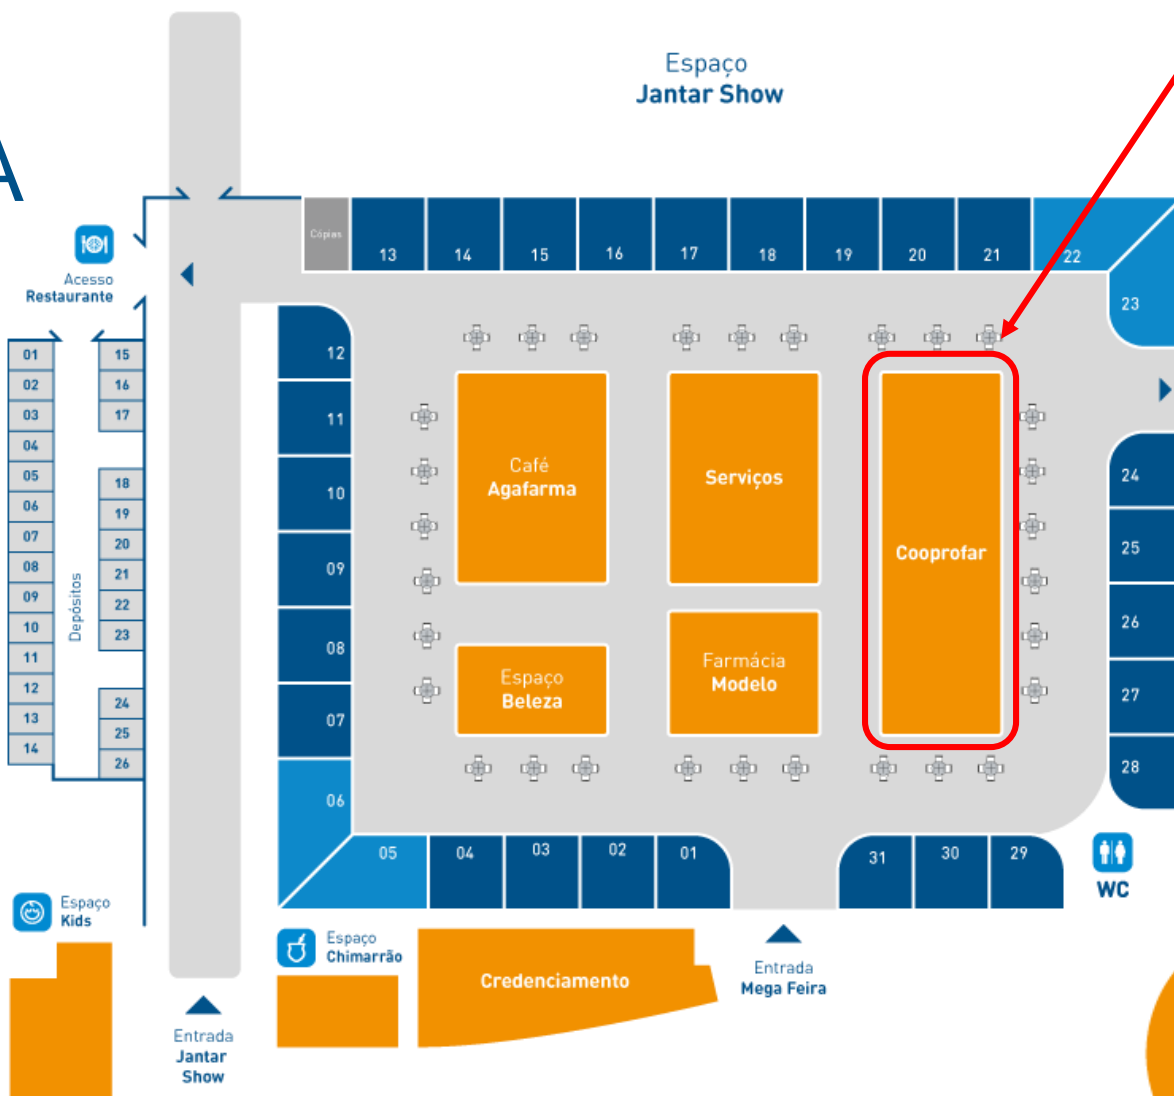 Espaço
Jantar Show
A
Acesso
Restaurante
Cópias
13
14
15
16
17
18
19
20
21
22
23
12
11
10
09
08
07
06
05
04
03
02
01
31
30
29
24
25
26
27
28
01
02
03
04
05
06
07
08
09
10
11
12
13
14
Depósitos
15
16
17
18
19
20
21
22
23
24
25
26
Café
Agafarma
Serviços
Cooprofar
Espaço
Beleza
Farmácia
Modelo
WC
Espaço
Kids
Espaço
Chimarrão
Credenciamento
Entrada
Mega Feira
Entrada
Jantar
Show